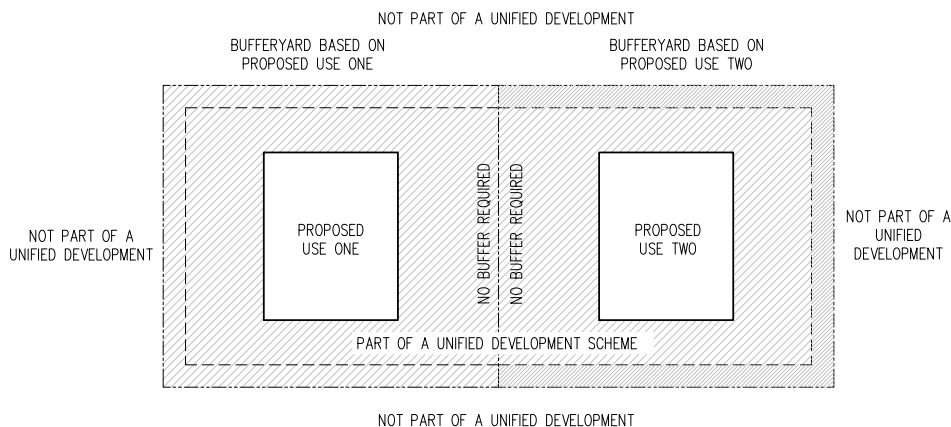 NOT PART OF A UNIFIED DEVELOPMENT
BUFFERYARD BASED ON
PROPOSED USE ONE
BUFFERYARD BASED ON
PROPOSED USE TWO
NOT PART OF A
UNIFIED DEVELOPMENT
PROPOSED
USE ONE
NO BUFFER REQUIRED
NO BUFFER REQUIRED
PROPOSED
USE TWO
NOT PART OF A
UNIFIED
DEVELOPMENT
PART OF A UNIFIED DEVELOPMENT SCHEME
NOT PART OF A UNIFIED DEVELOPMENT